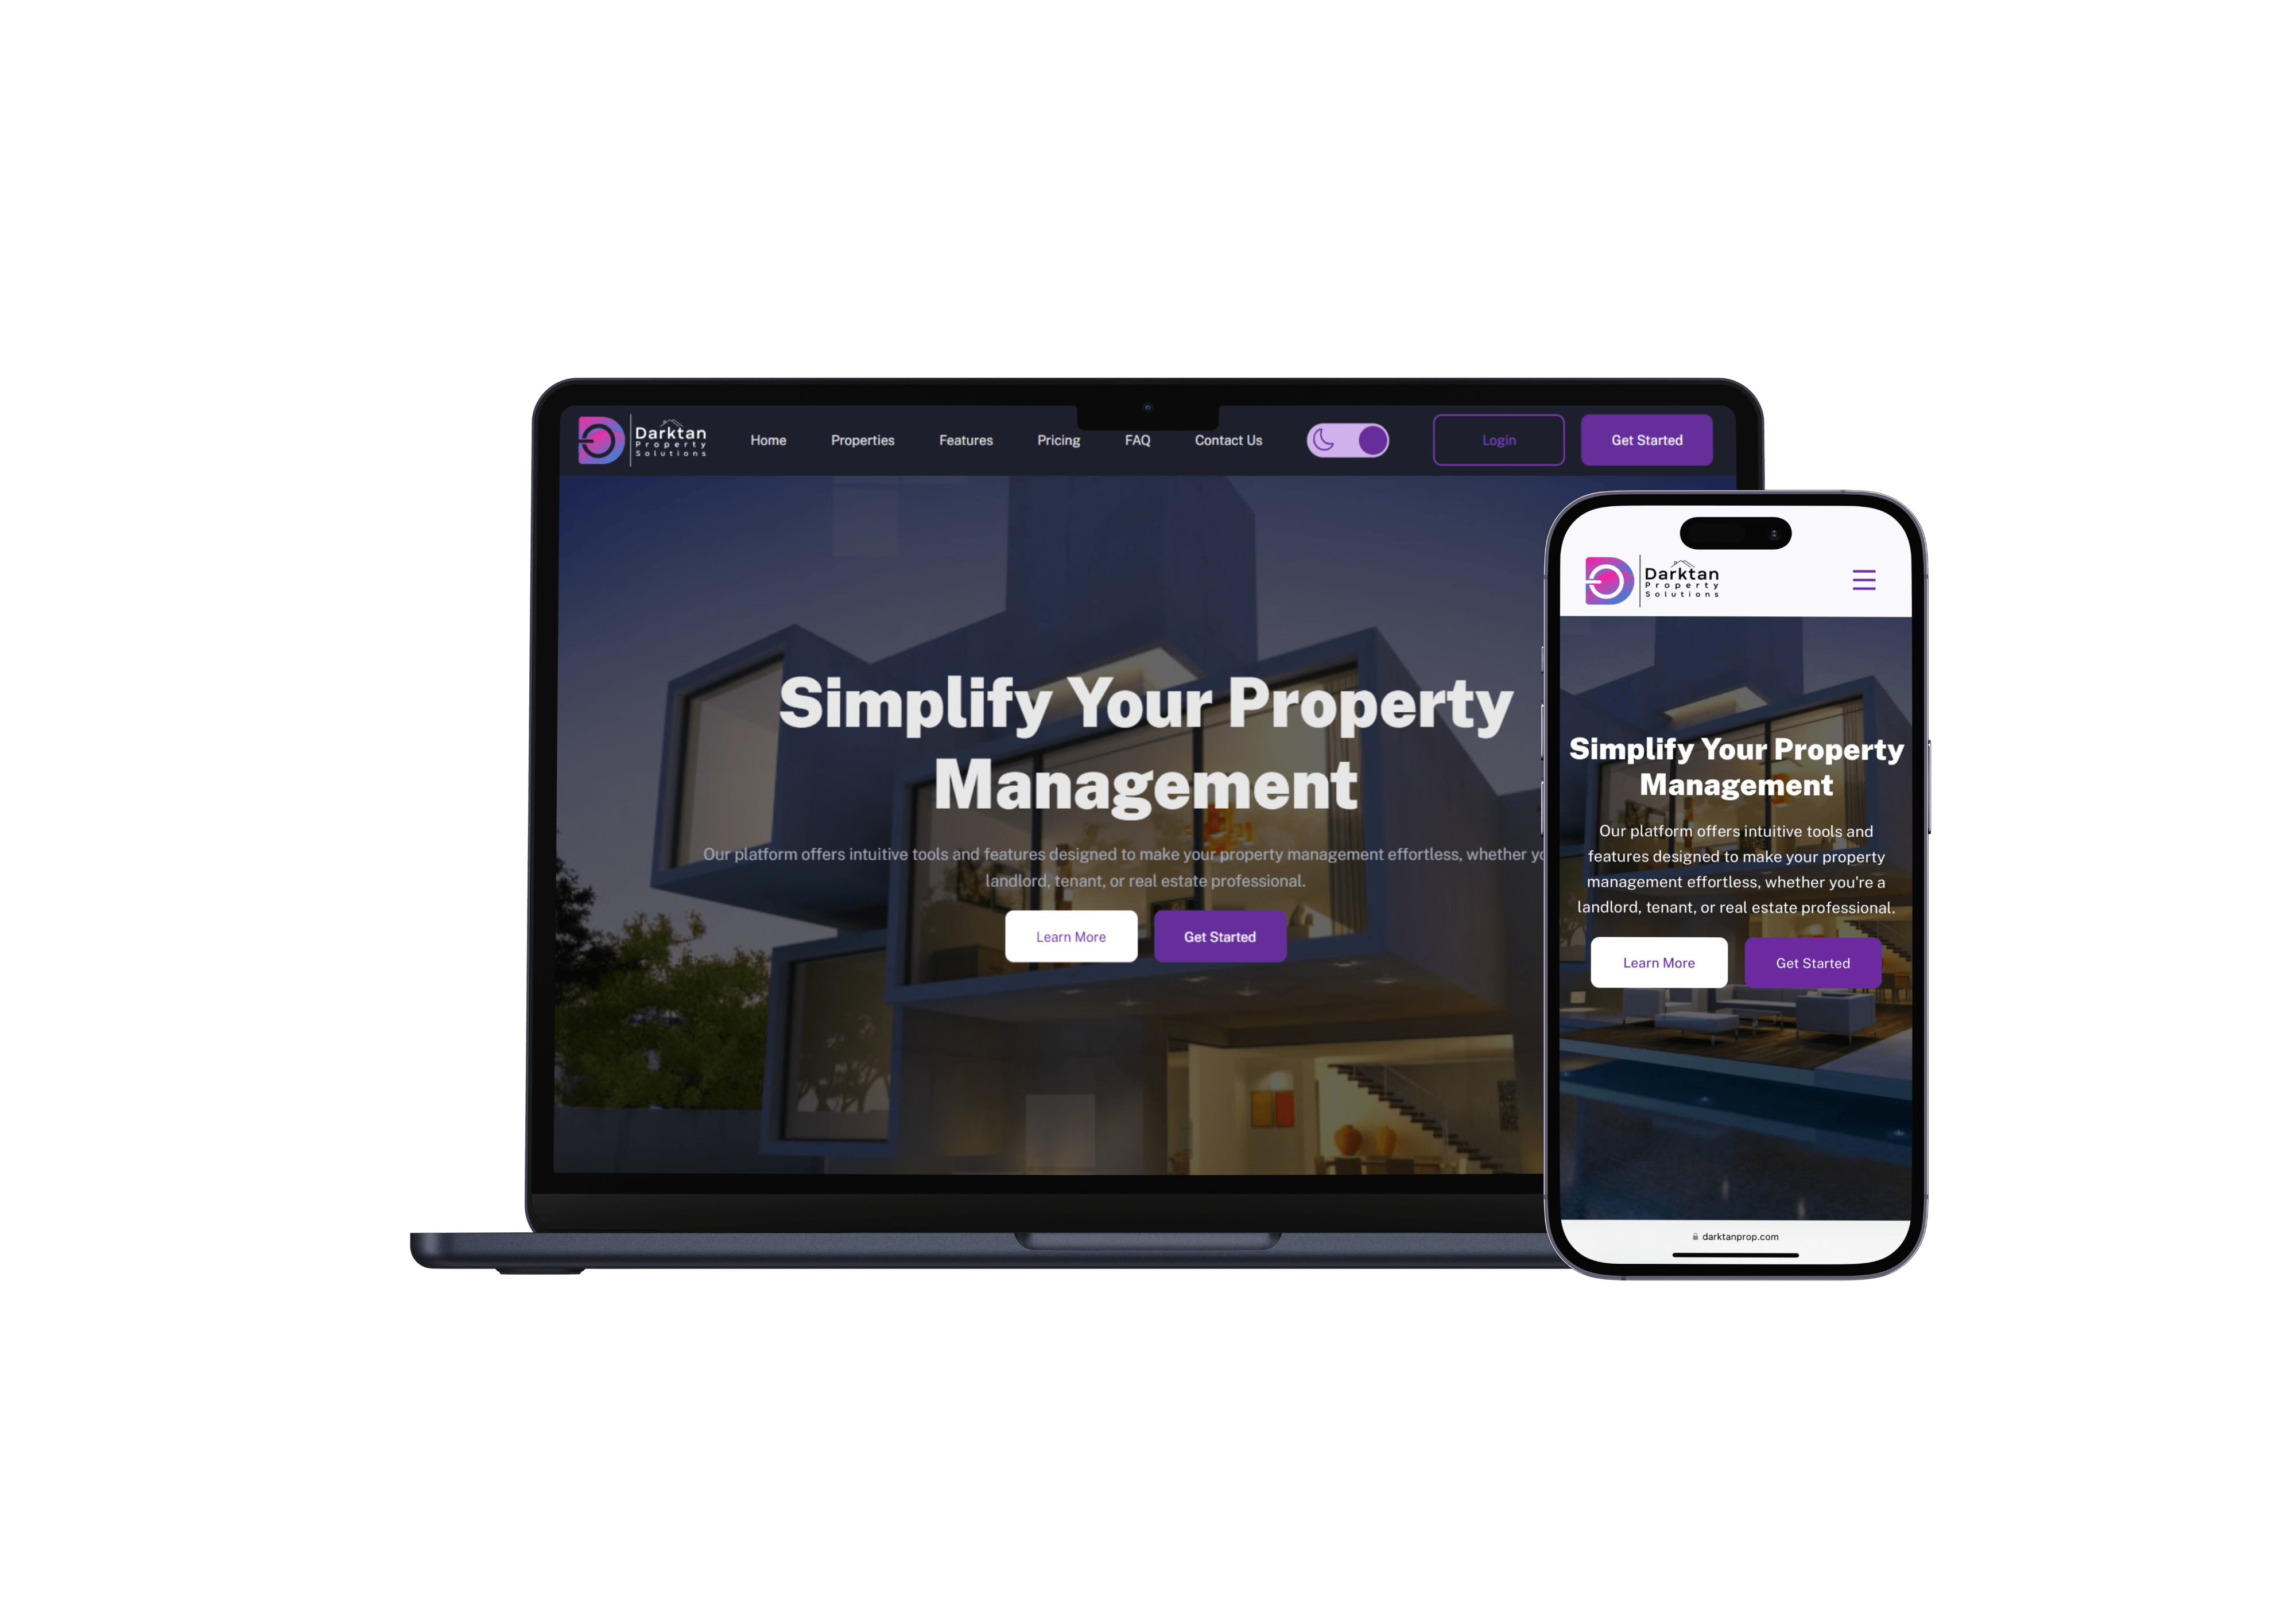 Darktan
Property
Solutions
Home
Properties
Features
Pricing
FAQ
Contact Us
Login
Get Started
Simplify Your Property
Management
Our platform offers intuitive tools and features designed to make your property management effortless, whether
landlord, tenant, or real estate professional.
Learn More
Get Started
Darktan
Property
Solutions
Simplify Your Property
Management
Our platform offers intuitive tools and
features designed to make your property
management effortless, whether you're a
landlord, tenant, or real estate professional.
Learn More
Get Started
darktanprop.com